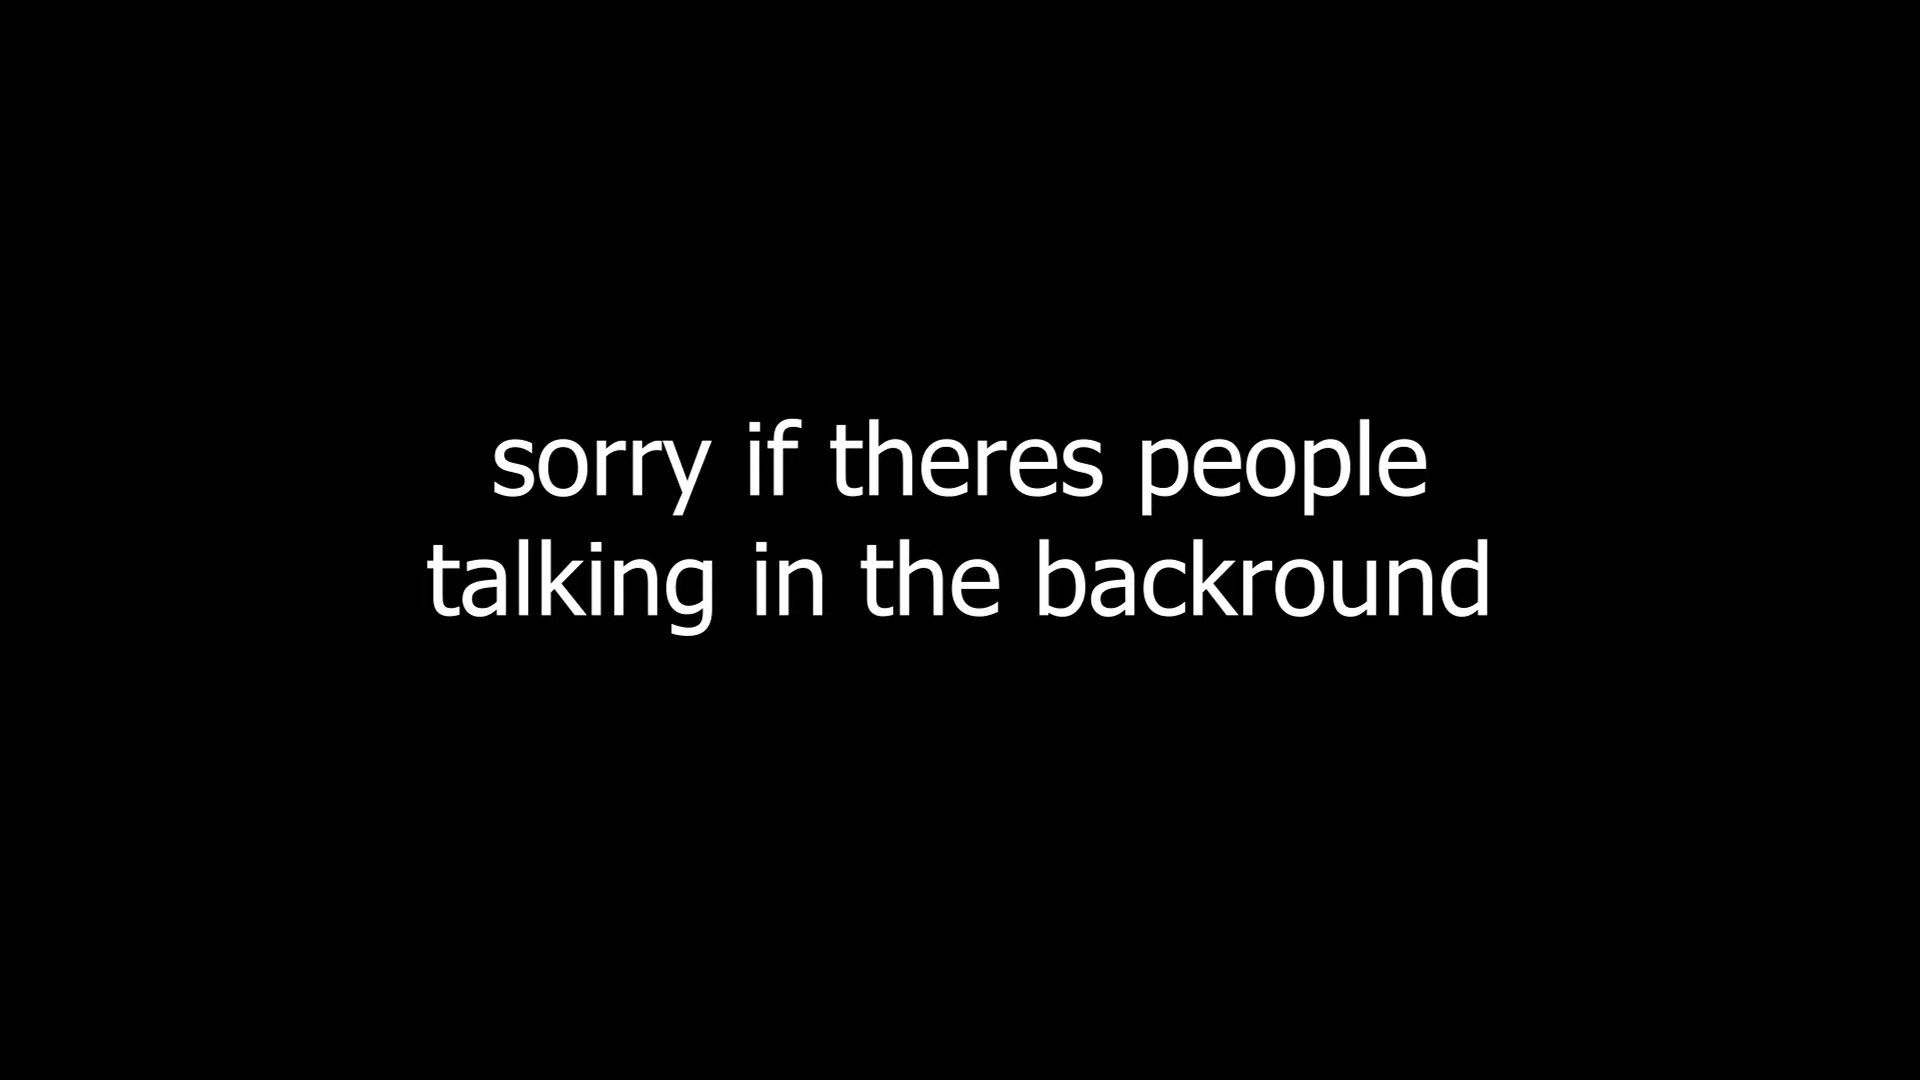 sorry if theres people
talking in the backround